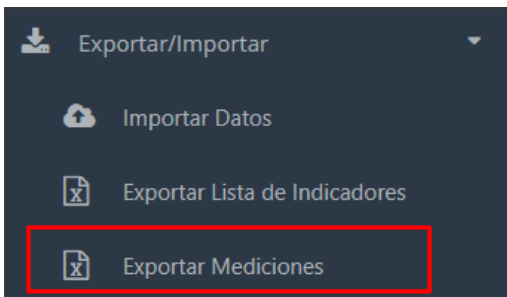 Exportar/Importar
Importar Datos
Exportar Lista de Indicadores
Exportar Mediciones